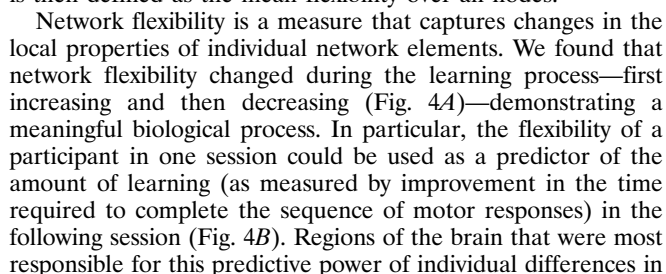 is then defined as the mean flexibility over all nodes.
Network flexibility is a measure that captures changes in the
local properties of individual network elements. We found that
network flexibility changed during the learning process—first
increasing and then decreasing (Fig. 4A)—demonstrating a
meaningful biological process. In particular, the flexibility of a
participant in one session could be used as a predictor of the
amount of learning (as measured by improvement in the time
required to complete the sequence of motor responses) in the
following session (Fig. 4B). Regions of the brain that were most
responsible for this predictive power of individual differences in